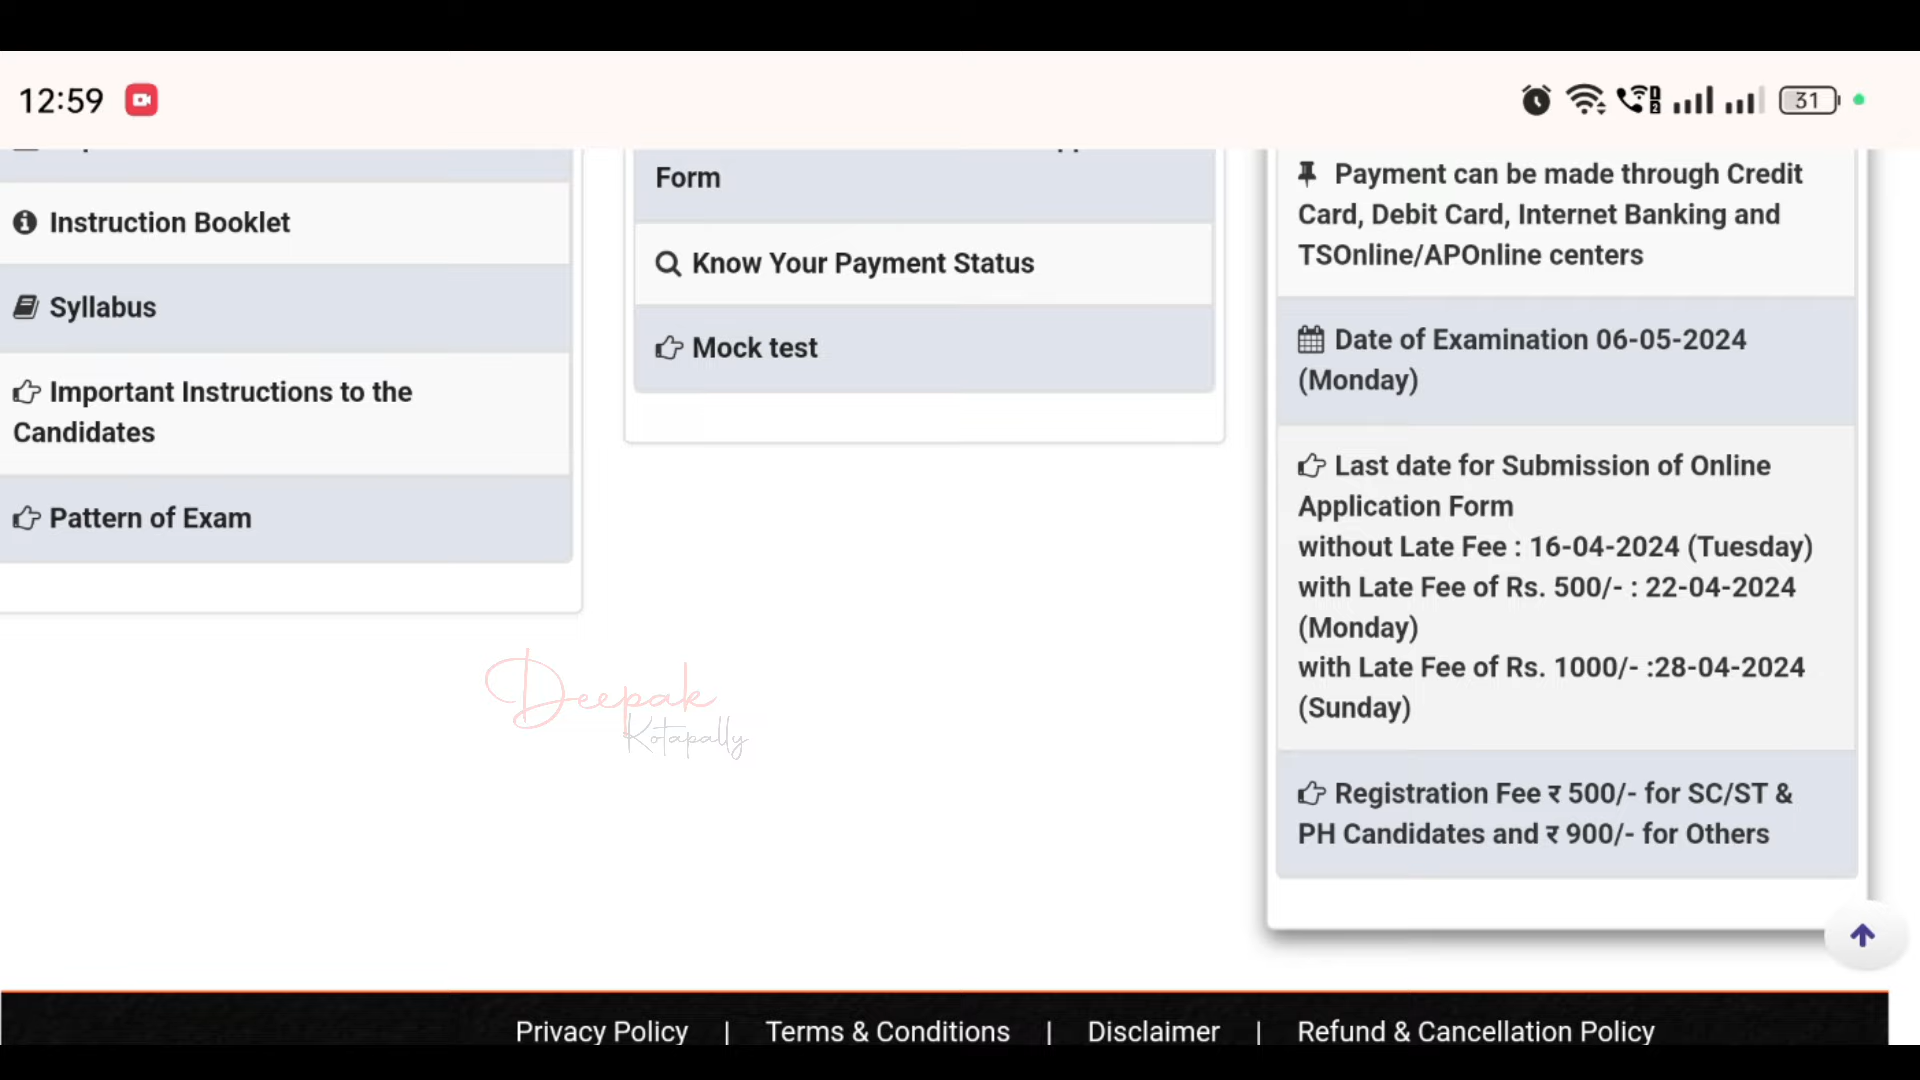 12:59
31
Instruction Booklet
Syllabus
Important Instructions to the
Candidates
Pattern of Exam
Form
Know Your Payment Status
Mock test
Payment can be made through Credit
Card, Debit Card, Internet Banking and
TSOnline/APOnline centers
Date of Examination 06-05-2024
(Monday)
Last date for Submission of Online
Application Form
without Late Fee : 16-04-2024 (Tuesday)
with Late Fee of Rs. 500/- : 22-04-2024
(Monday)
with Late Fee of Rs. 1000/- :28-04-2024
(Sunday)
Registration Fee ₹ 500/- for SC/ST &
PH Candidates and ₹ 900/- for Others
Deepak
Kotapally
Privacy Policy | Terms & Conditions | Disclaimer | Refund & Cancellation Policy